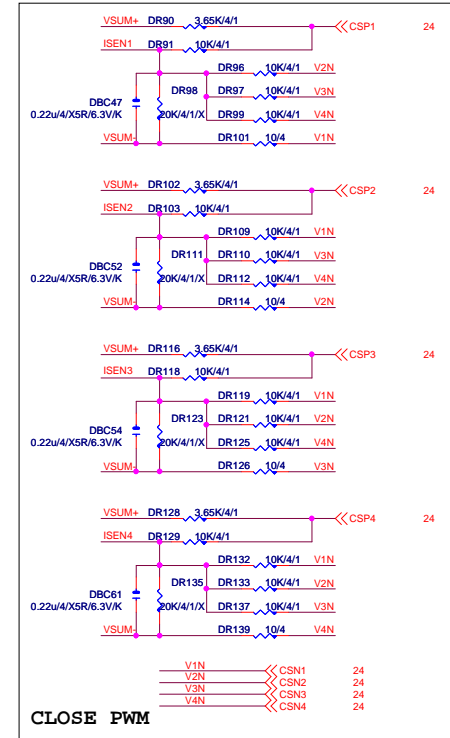 VSUM+ DR90 3.65K/4/1 CSP1 24
ISEN1 DR91 10K/4/1
DR96 10K/4/1 V2N
DR98 DR97 10K/4/1 V3N
DBC47
0.22u/4/X5R/6.3V/K 20K/4/1/X DR99 10K/4/1 V4N
VSUM- DR101 10/4 V1N
VSUM+ DR102 3.65K/4/1 CSP2 24
ISEN2 DR103 10K/4/1
DR109 10K/4/1 V1N
DR111 DR110 10K/4/1 V3N
DBC52
0.22u/4/X5R/6.3V/K 20K/4/1/X DR112 10K/4/1 V4N
VSUM- DR114 10/4 V2N
VSUM+ DR116 3.65K/4/1 CSP3 24
ISEN3 DR118 10K/4/1
DR119 10K/4/1 V1N
DR123 DR121 10K/4/1 V2N
DBC54
0.22u/4/X5R/6.3V/K 20K/4/1/X DR125 10K/4/1 V4N
VSUM- DR126 10/4 V3N
VSUM+ DR128 3.65K/4/1 CSP4 24
ISEN4 DR129 10K/4/1
DR132 10K/4/1 V1N
DR135 DR133 10K/4/1 V2N
DBC61
0.22u/4/X5R/6.3V/K 20K/4/1/X DR137 10K/4/1 V3N
VSUM- DR139 10/4 V4N
V1N CSN1 24
V2N CSN2 24
V3N CSN3 24
V4N CSN4 24
CLOSE PWM